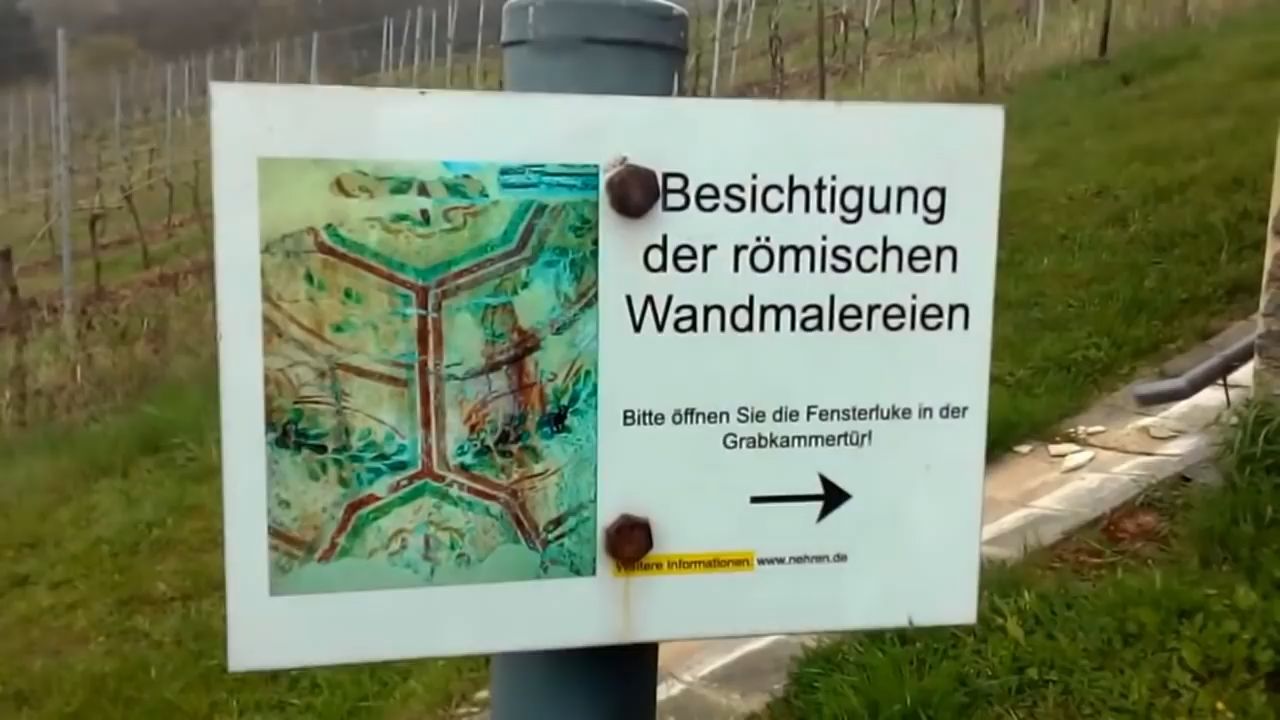 Besichtigung
der römischen
Wandmalereien
Bitte öffnen Sie die Fensterluke in der
Grabkammertür!
Weitere Informationen: www.nehren.de